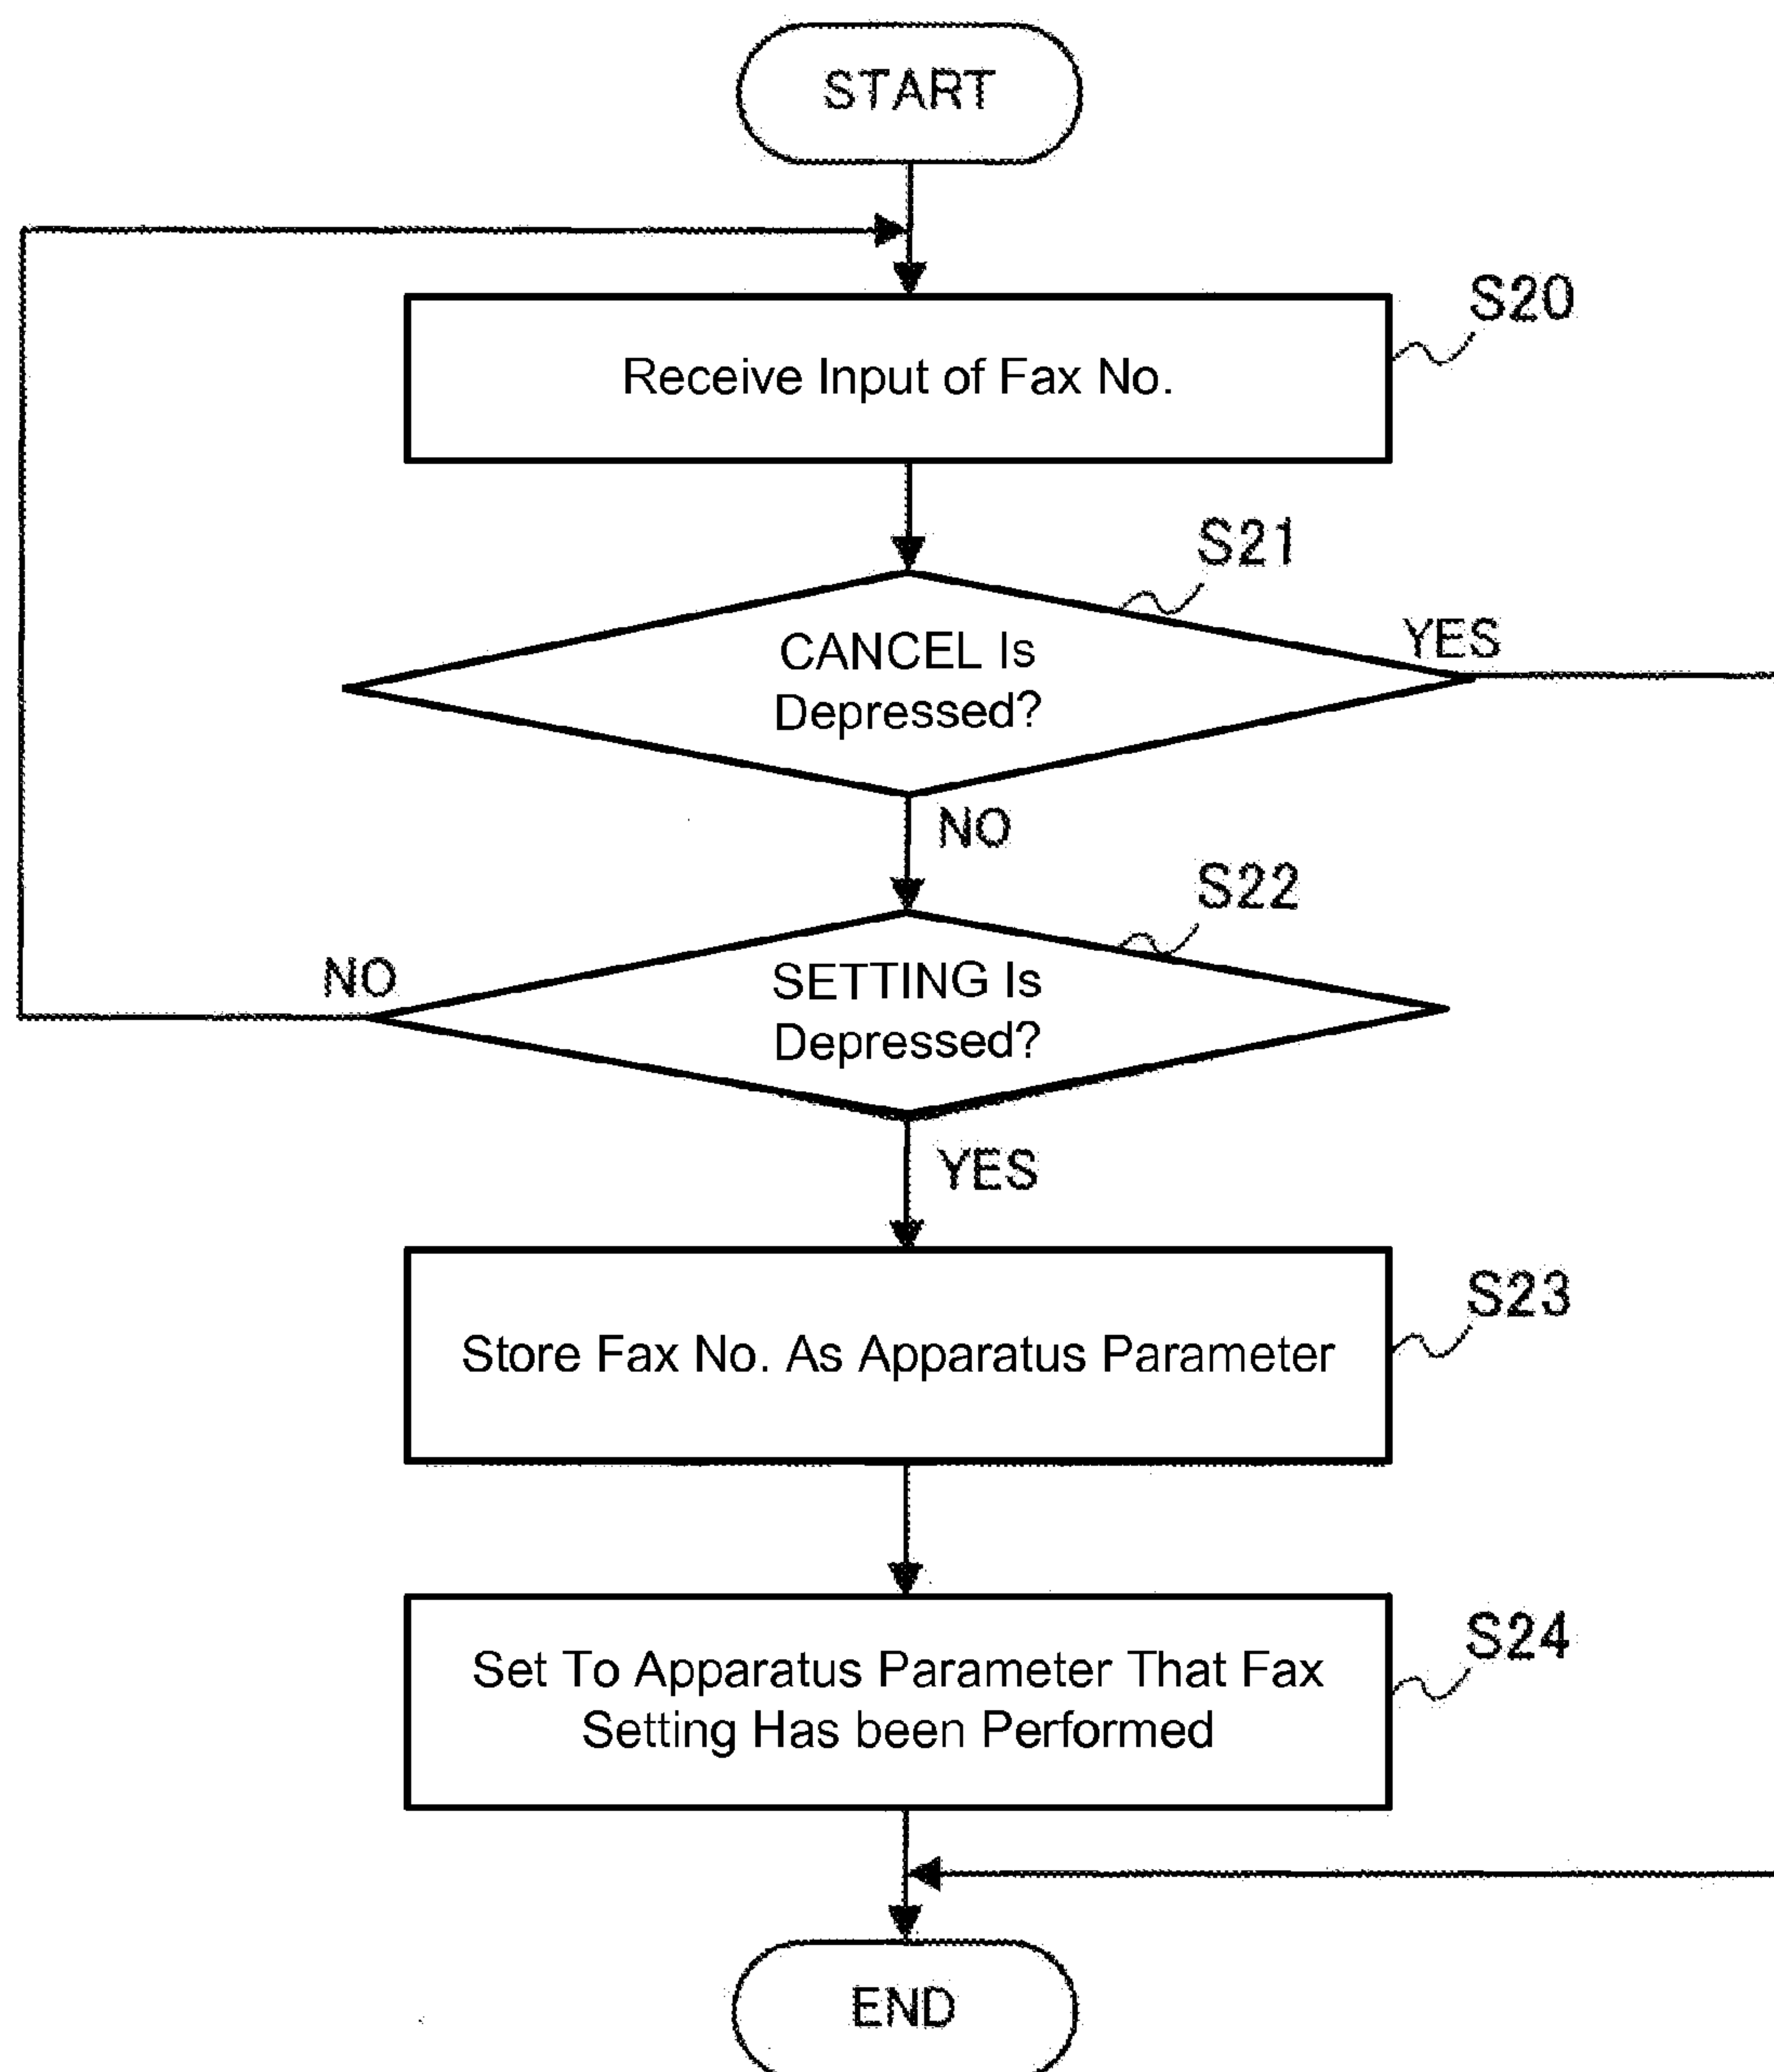 START
S20
Receive Input of Fax No.
S21
CANCEL Is
Depressed?
YES
NO
S22
SETTING Is
Depressed?
NO
YES
S23
Store Fax No. As Apparatus Parameter
S24
Set To Apparatus Parameter That Fax
Setting Has been Performed
END